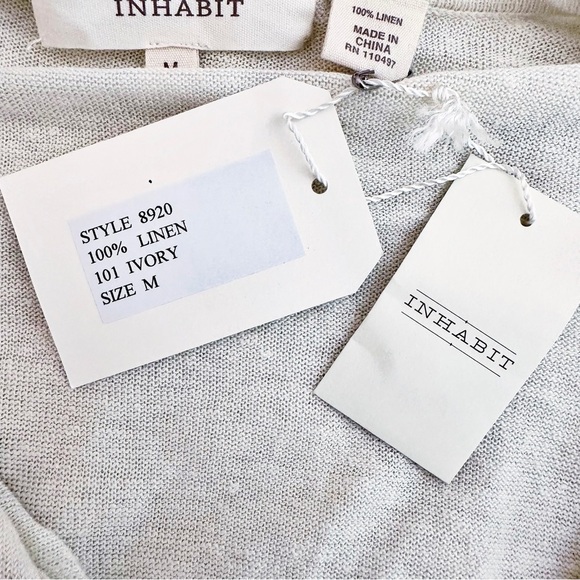 INHABIT
M
100% LINEN
MADE IN
CHINA
RN 110497
STYLE 8920
100% LINEN
101 IVORY
SIZE M
INHABIT